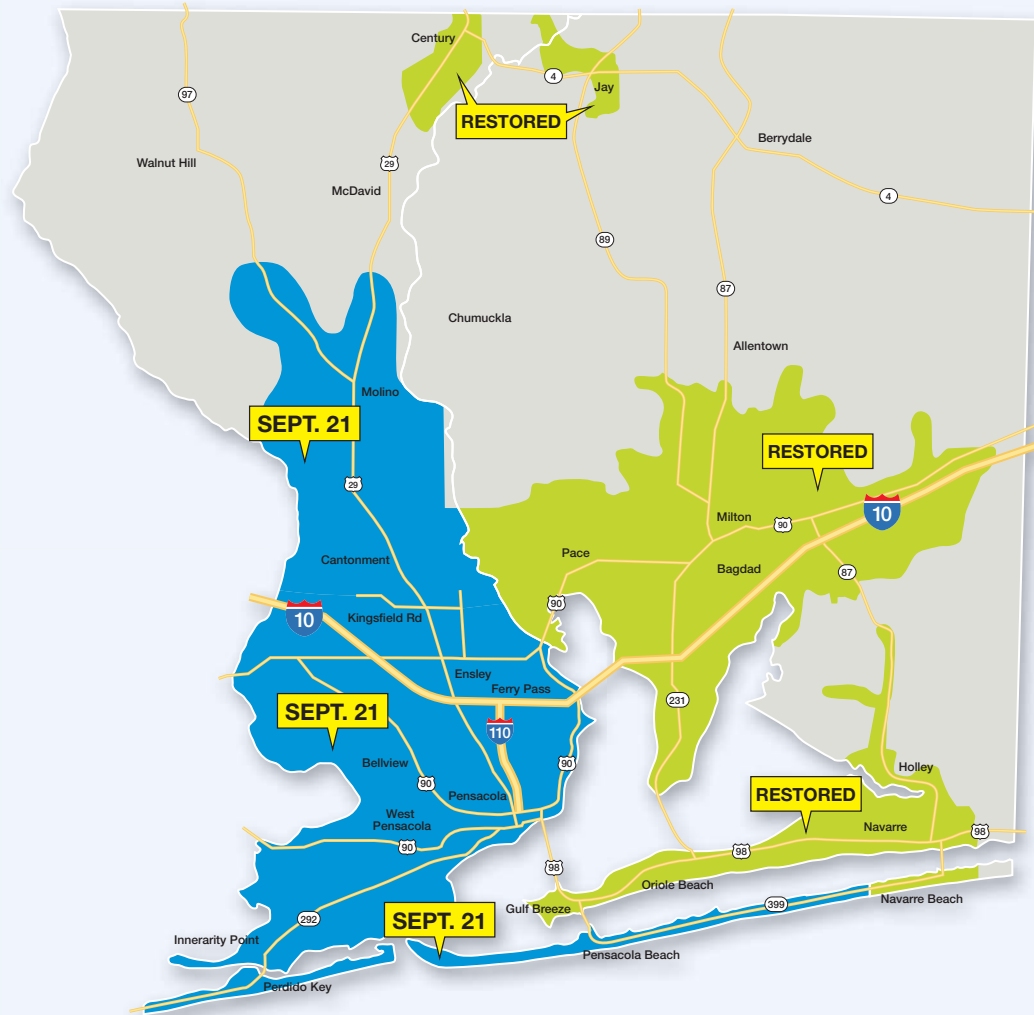 Century
4
Jay
97
RESTORED
Berrydale
Walnut Hill
29
McDavid
4
89
87
Chumuckla
Allentown
Molino
SEPT. 21
RESTORED
29
10
Milton
90
Pace
Cantonment
Bagdad
87
90
10
Kingsfield Rd
Ensley
Ferry Pass
231
SEPT. 21
110
Bellview
90
Holley
90
Pensacola
RESTORED
West
Pensacola
Navarre
98
90
98
98
Oriole Beach
Gulf Breeze
Navarre Beach
399
292
SEPT. 21
Innerarity Point
Pensacola Beach
Perdido Key